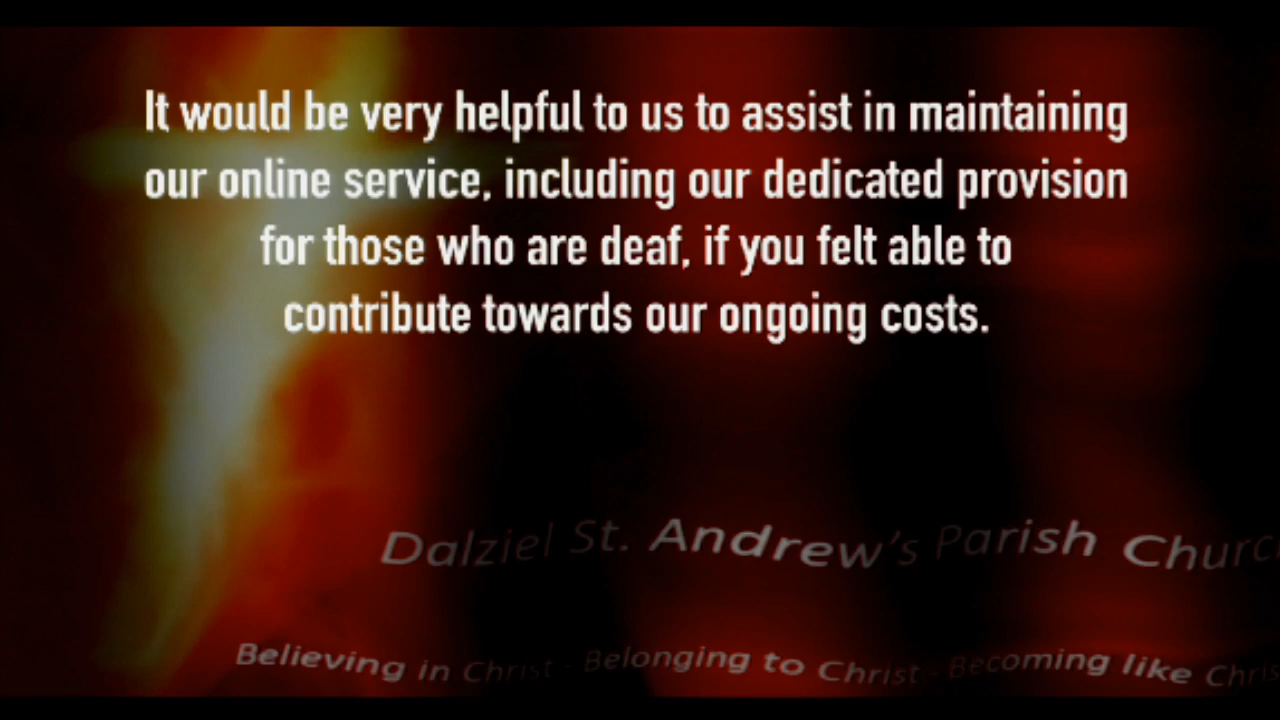 It would be very helpful to us to assist in maintaining
our online service, including our dedicated provision
for those who are deaf, if you felt able to
contribute towards our ongoing costs.
Dalziel St. Andrew's Parish Churc
Believing in Christ - Belonging to Christ - Becoming like Chris